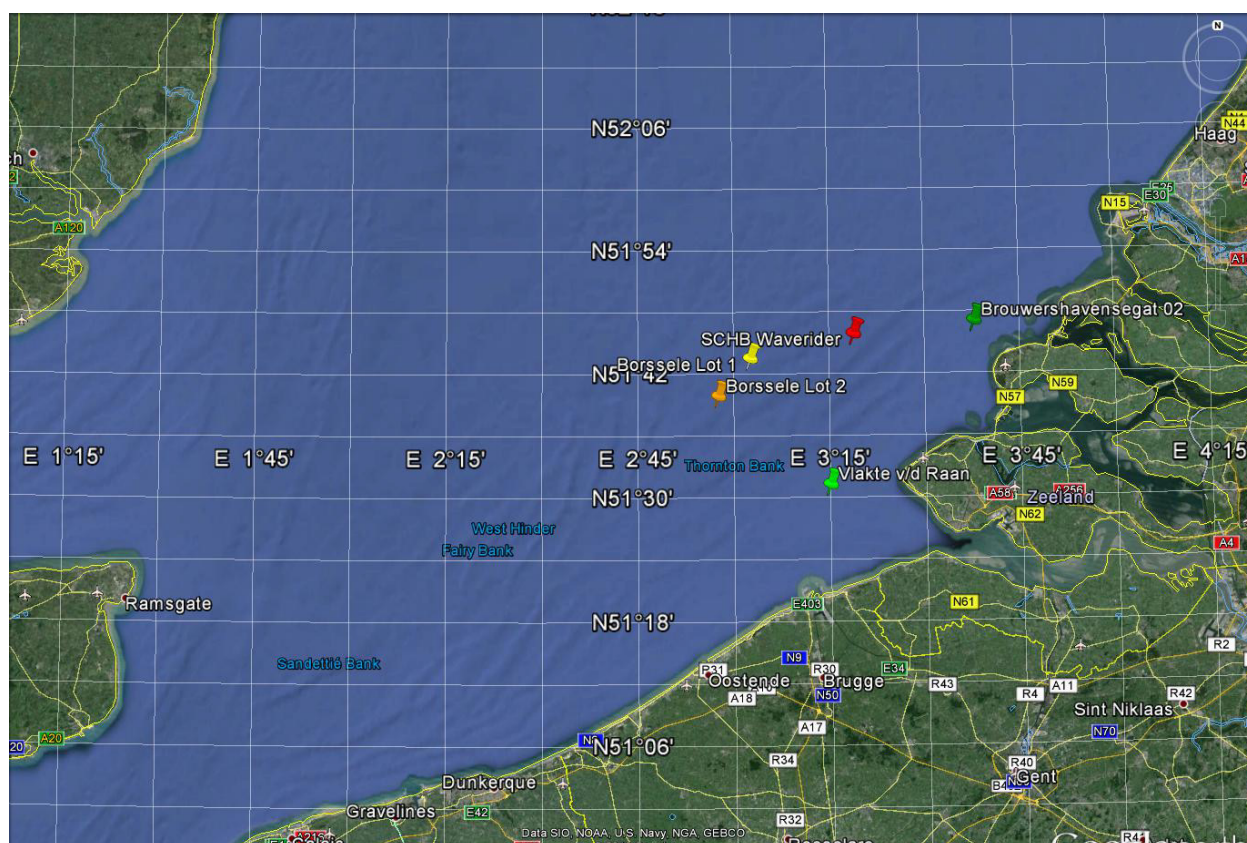 N
N44
Haag
N52°06'
E25
E30
N15
A120
N51°54'
Brouwershavensegat 02
SCHB Waverider
Borssele Lot 1
N51°42'
Borssele Lot 2
N59
N57
E 1°15'
E 1°45'
E 2°15'
E 2°45'
E 3°15'
E 3°45'
E 4°15'
Thornton Bank
Vlakte v/d Raan
N51°30'
A58
A256
Zeeland
N62
West Hinder
Fairy Bank
A4
Ramsgate
E403
N61
N51°18'
R2
Sandettié Bank
N9
E34
R31
R30
Oostende
Brugge
A18
N50
R43
R4
A11
R42
Sint Niklaas
A17
A20
N51°06'
N70
R34
R40
Gent
Dunkerque
Gravelines
E42
R32
Data SIO, NOAA, U.S. Navy, NGA, GEBCO